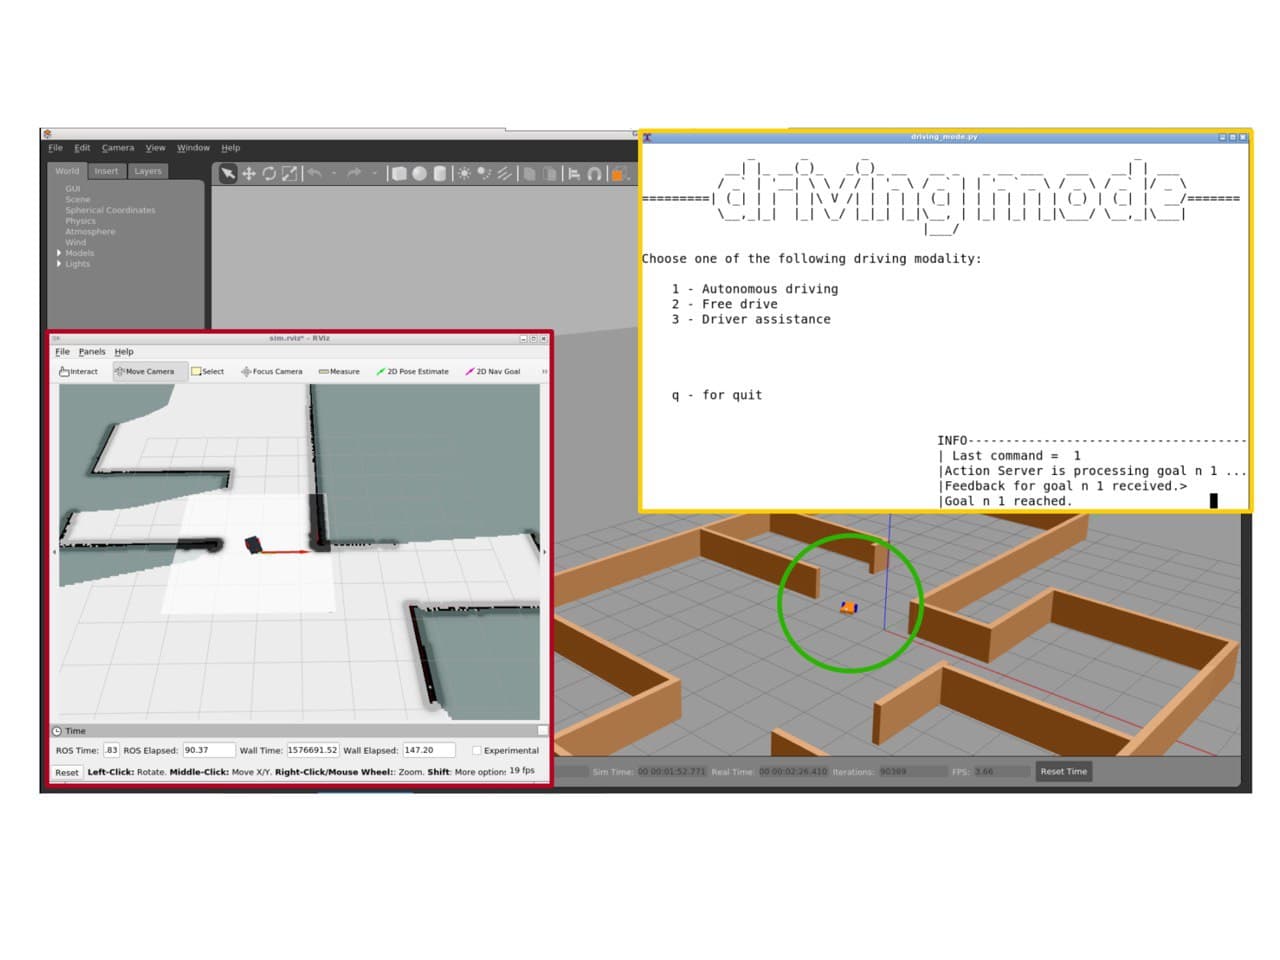 File Edit Camera View Window Help
World Insert Layers
GUI
Scene
Spherical Coordinates
Physics
Atmosphere
Wind
Models
Lights
driving_mode.py
driving mode
Choose one of the following driving modality:
1 - Autonomous driving
2 - Free drive
3 - Driver assistance
q - for quit
INFO-------------------------------------
| Last command = 1
|Action Server is processing goal n 1 ...
|Feedback for goal n 1 received.>
|Goal n 1 reached.
sim.rviz* - RViz
File Panels Help
Interact Move Camera Select Focus Camera Measure 2D Pose Estimate 2D Nav Goal
Time
ROS Time: .83 ROS Elapsed: 90.37 Wall Time: 1576691.52 Wall Elapsed: 147.20 Experimental
Reset Left-Click: Rotate. Middle-Click: Move X/Y. Right-Click/Mouse Wheel:: Zoom. Shift: More options 19 fps
Sim Time: 00 00:01:52.771 Real Time: 00 00:02:26.410 Iterations: 90369 FPS: 3.66 Reset Time